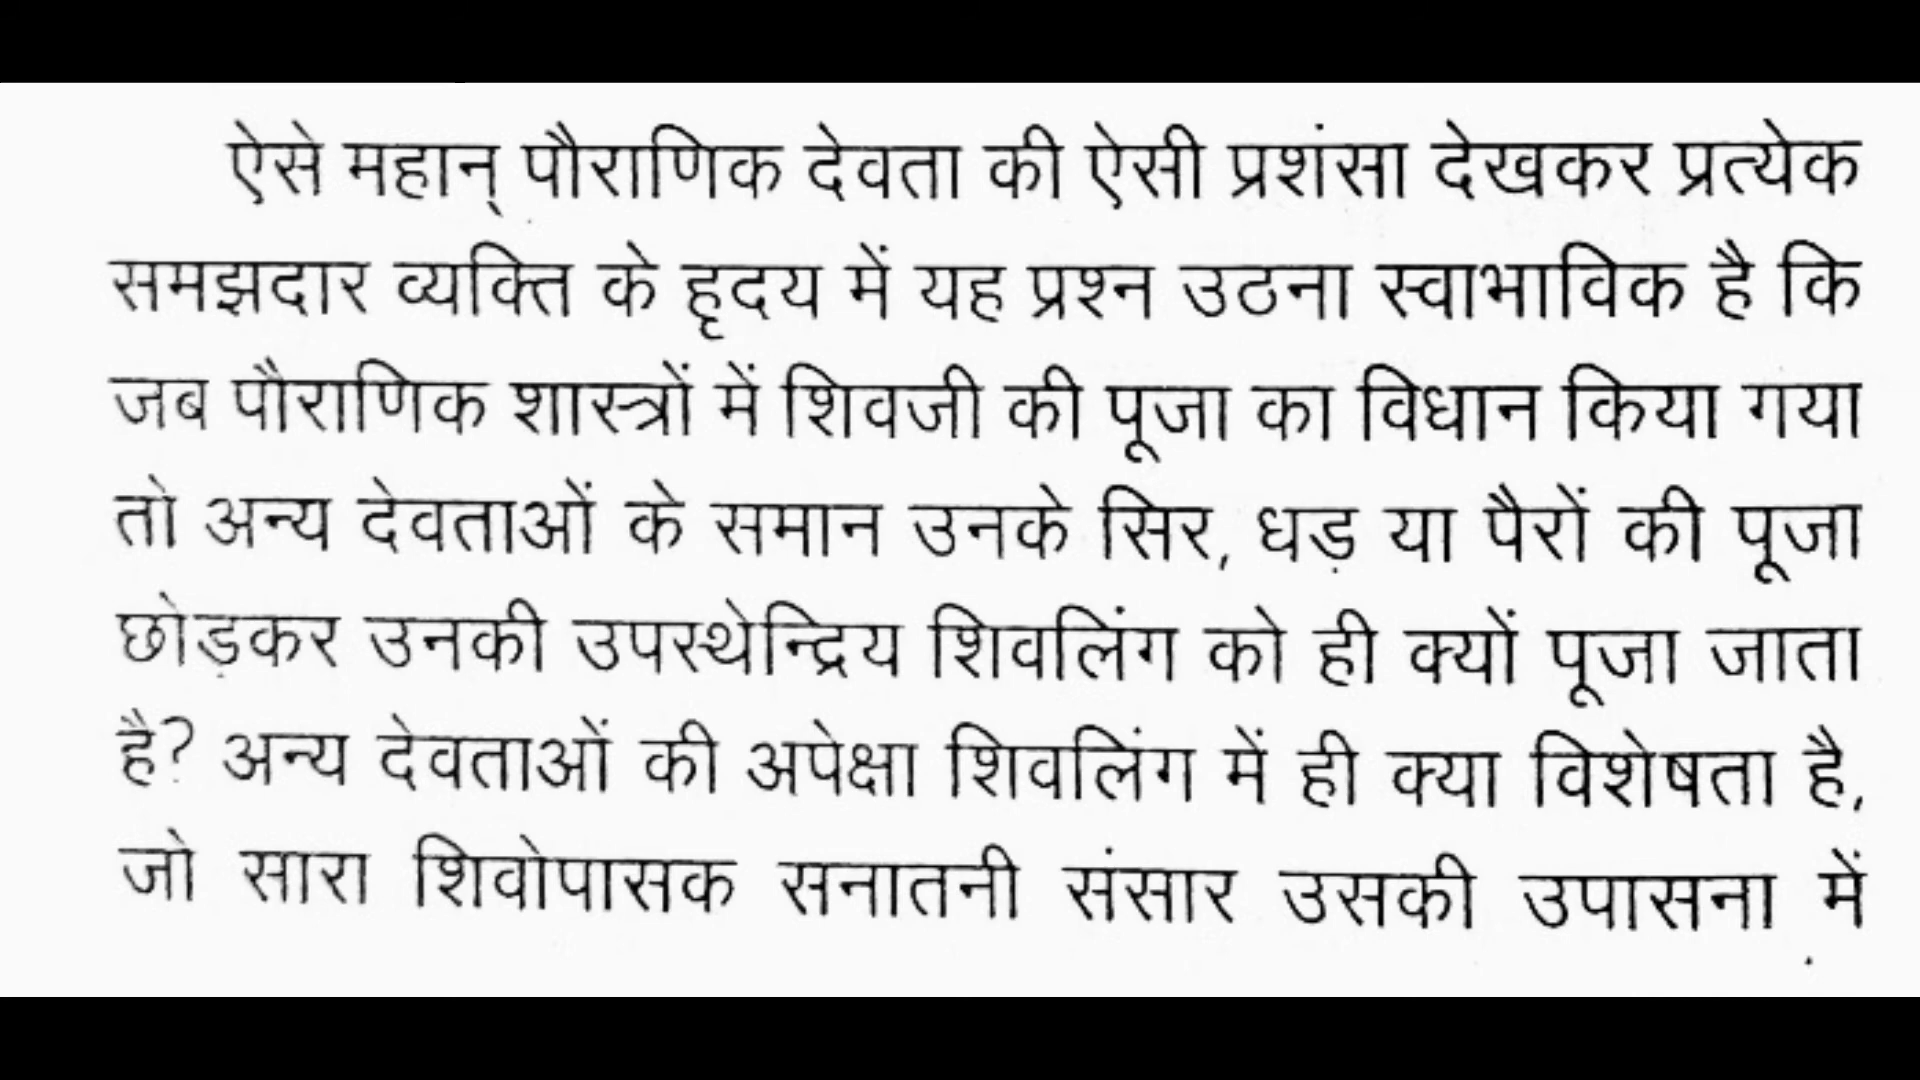 ऐसे महान् पौराणिक देवता की ऐसी प्रशंसा देखकर प्रत्येक
समझदार व्यक्ति के हृदय में यह प्रश्न उठना स्वाभाविक है कि
जब पौराणिक शास्त्रों में शिवजी की पूजा का विधान किया गया
तो अन्य देवताओं के समान उनके सिर, धड़ या पैरों की पूजा
छोड़कर उनकी उपस्थेन्द्रिय शिवलिंग को ही क्यों पूजा जाता
है? अन्य देवताओं की अपेक्षा शिवलिंग में ही क्या विशेषता है,
जो सारा शिवोपासक सनातनी संसार उसकी उपासना में